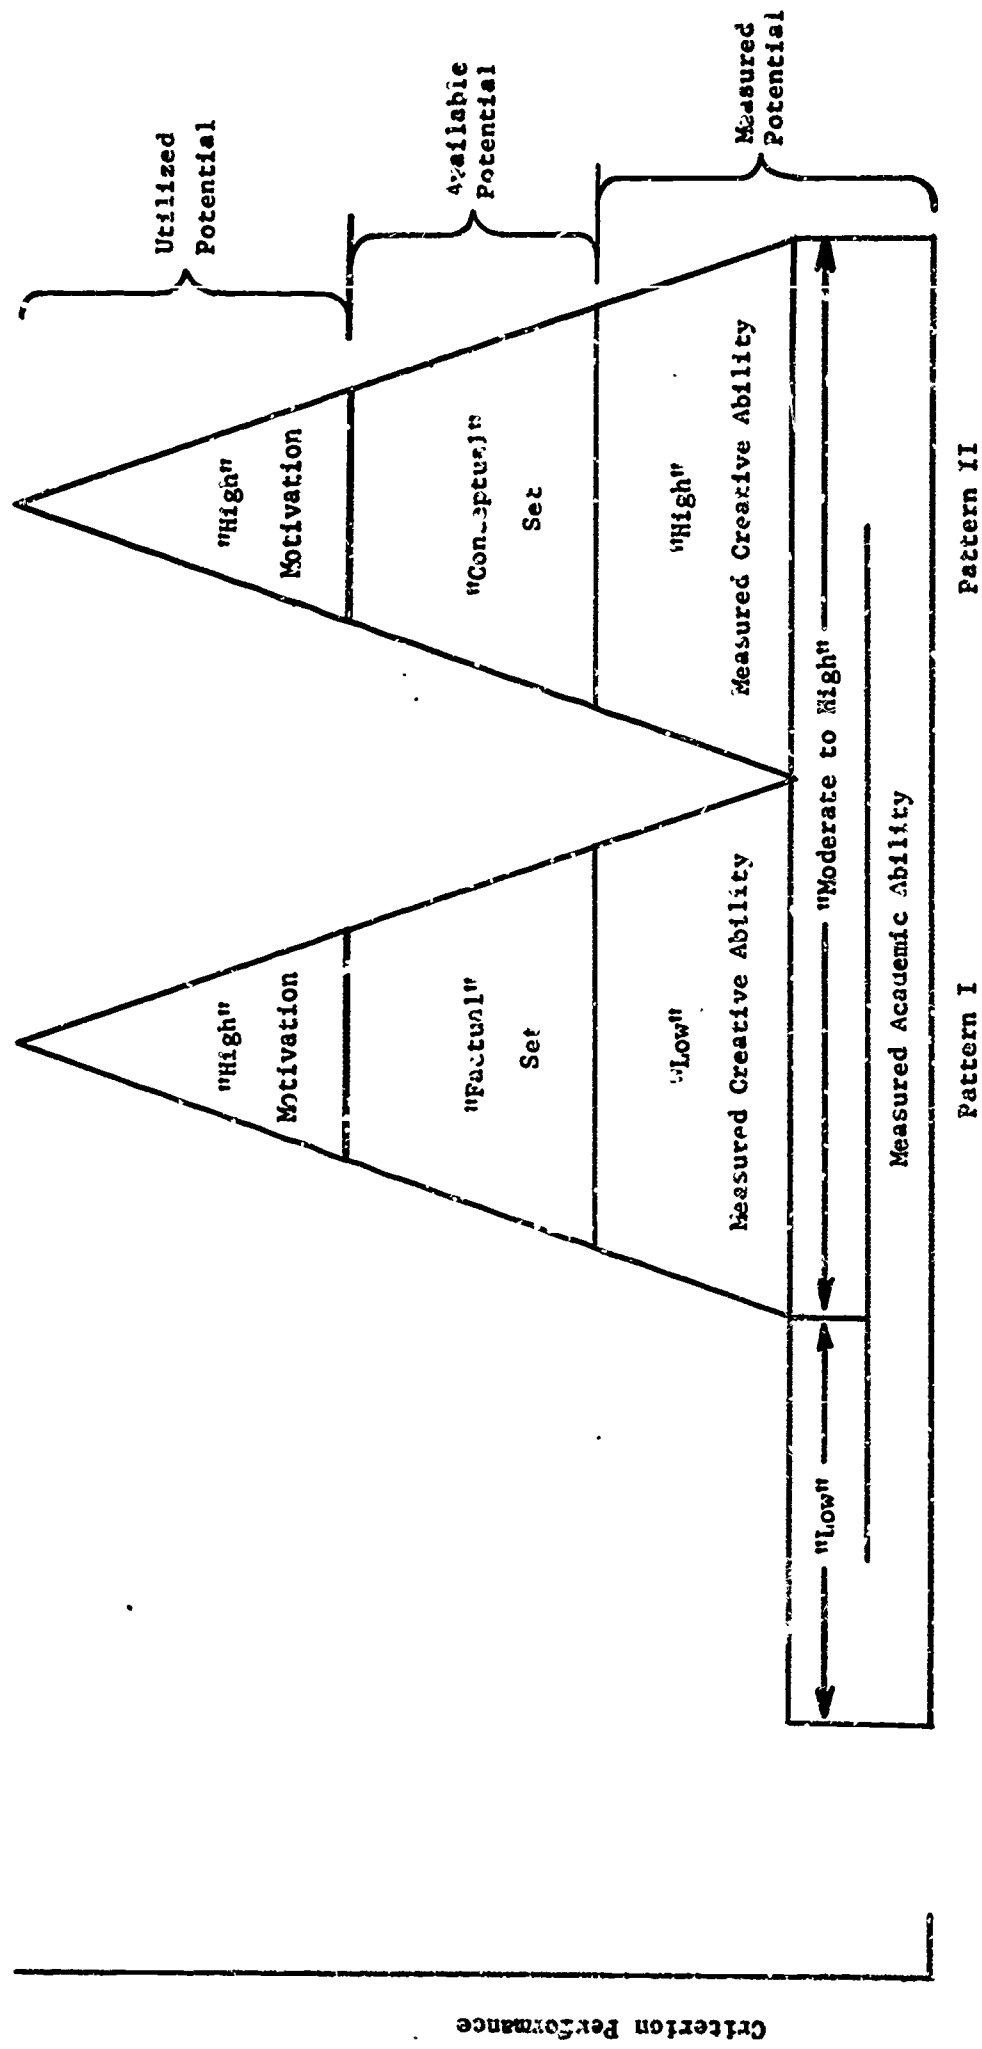 Criterion Performance
"High"
Motivation
"Factual"
Set
"Low"
Measured Creative Ability
"High"
Motivation
"Conceptual"
Set
"High"
Measured Creative Ability
Utilized
Potential
Available
Potential
Measured
Potential
"Low"
"Moderate to High"
Measured Academic Ability
Pattern I
Pattern II